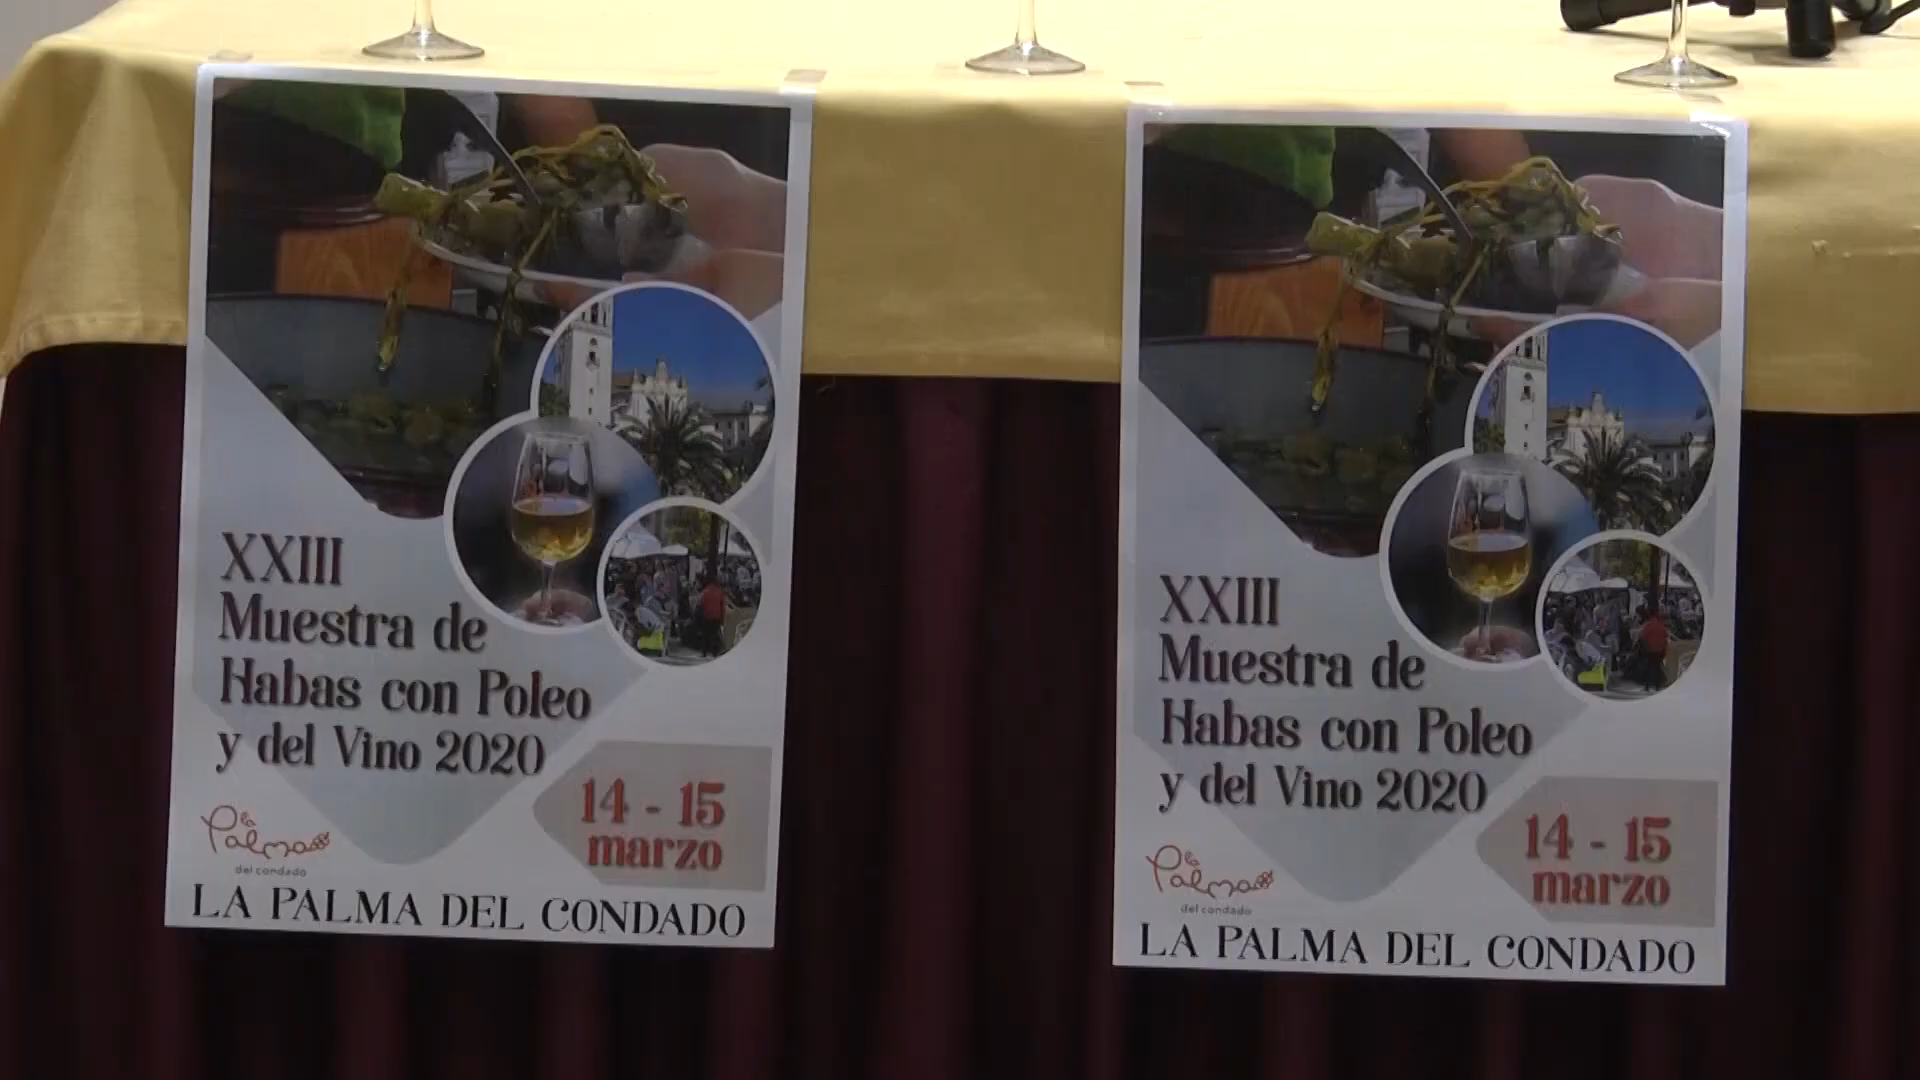 XXIII
Muestra de
Habas con Poleo
y del Vino 2020
14 - 15
marzo
la
Palma
del condado
LA PALMA DEL CONDADO
XXIII
Muestra de
Habas con Poleo
y del Vino 2020
14 - 15
marzo
la
Palma
del condado
LA PALMA DEL CONDADO